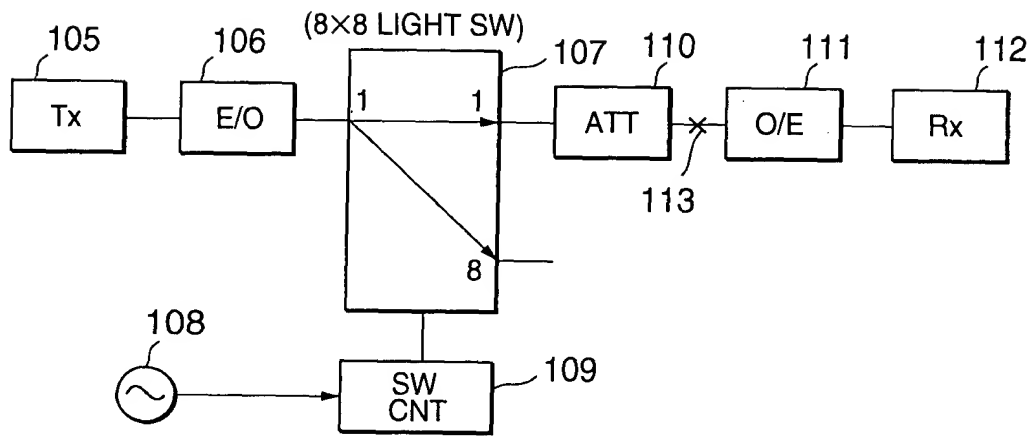 (8×8 LIGHT SW)
105
106
107
110
111
112
Tx
E/O
1
1
ATT
O/E
Rx
113
8
108
SW
CNT
109